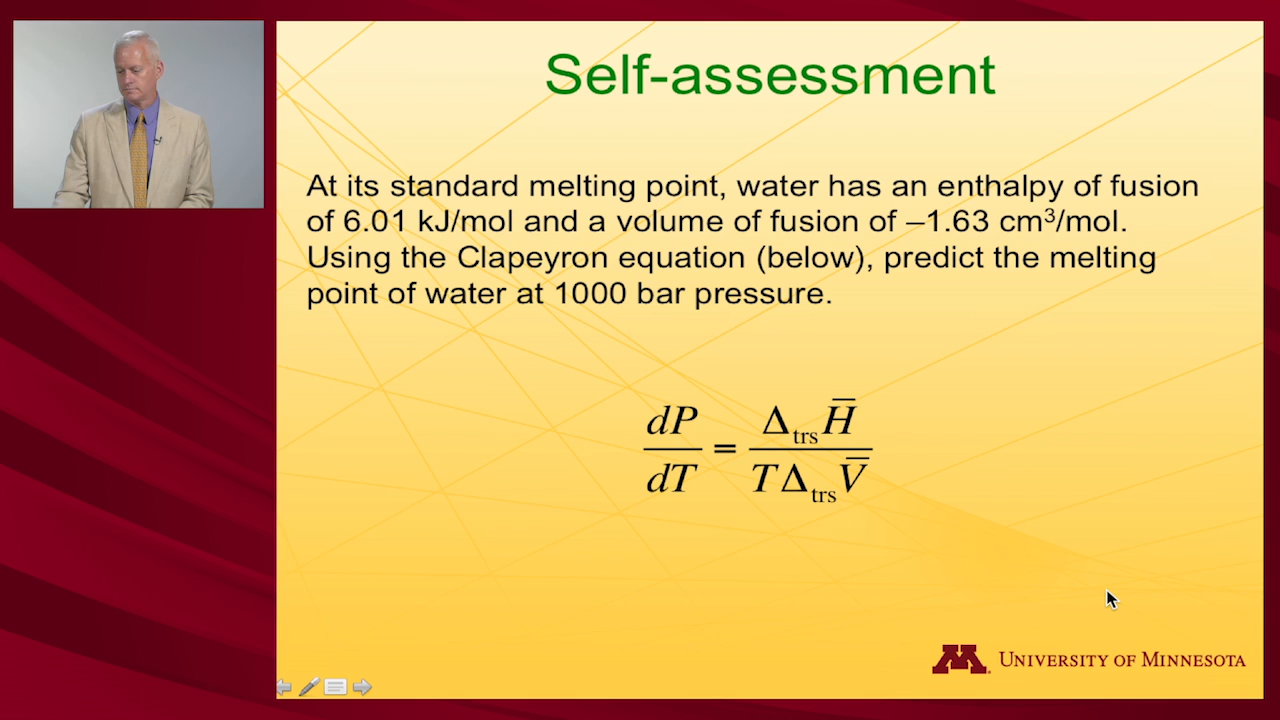 Self-assessment
At its standard melting point, water has an enthalpy of fusion
of 6.01 kJ/mol and a volume of fusion of –1.63 cm³/mol.
Using the Clapeyron equation (below), predict the melting
point of water at 1000 bar pressure.
dP/dT = Δ_trs H̅ / T Δ_trs V̅
M
UNIVERSITY OF MINNESOTA